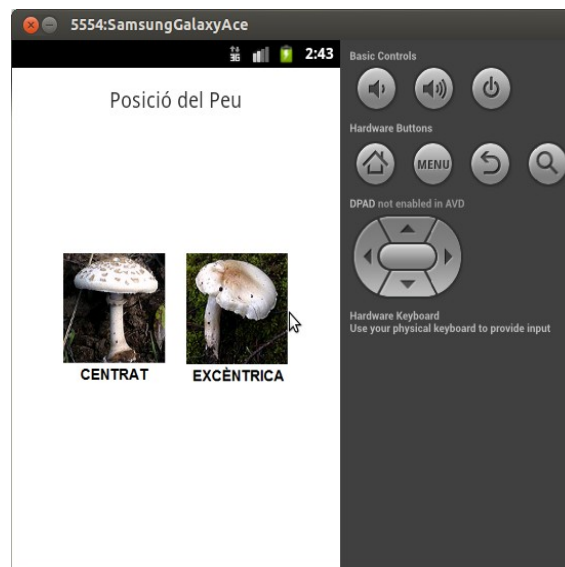 5554:SamsungGalaxyAce
3G 2:43
Posició del Peu
CENTRAT
EXCÈNTRICA
Basic Controls
Hardware Buttons
MENU
DPAD not enabled in AVD
Hardware Keyboard
Use your physical keyboard to provide input